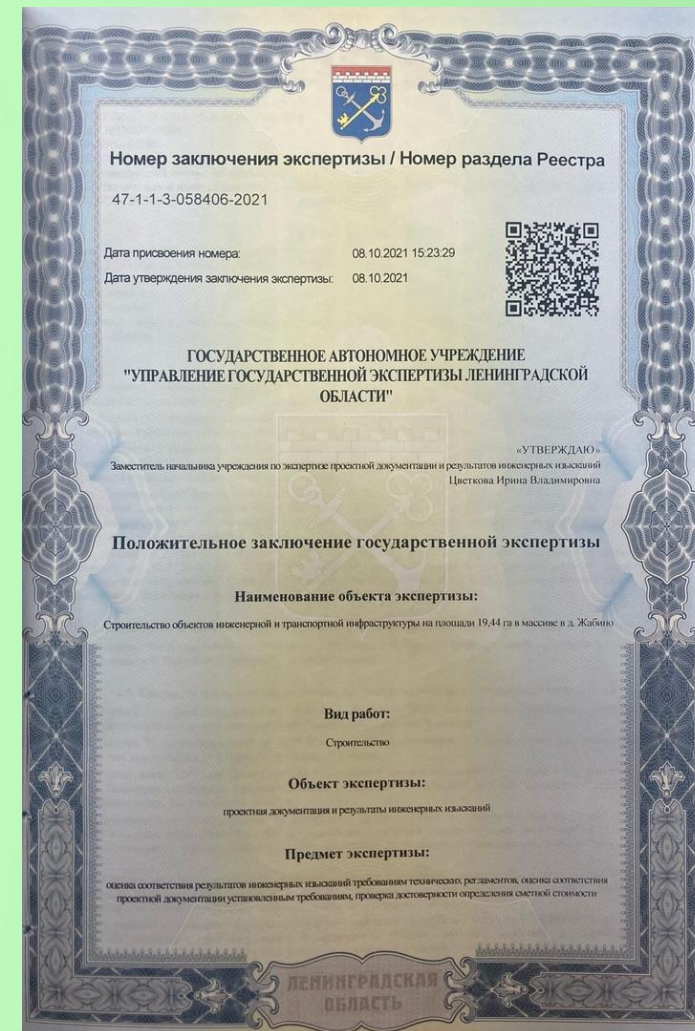 Номер заключения экспертизы / Номер раздела Реестра
47-1-1-3-058406-2021
Дата присвоения номера: 08.10.2021 15:23:29
Дата утверждения заключения экспертизы: 08.10.2021
ГОСУДАРСТВЕННОЕ АВТОНОМНОЕ УЧРЕЖДЕНИЕ
"УПРАВЛЕНИЕ ГОСУДАРСТВЕННОЙ ЭКСПЕРТИЗЫ ЛЕНИНГРАДСКОЙ
ОБЛАСТИ"
«УТВЕРЖДАЮ»
Заместитель начальника учреждения по экспертизе проектной документации и результатов инженерных изысканий
Цветкова Ирина Владимировна
Положительное заключение государственной экспертизы
Наименование объекта экспертизы:
Строительство объектов инженерной и транспортной инфраструктуры на площади 19,44 га в массиве в д. Жабино
Вид работ:
Строительство
Объект экспертизы:
проектная документация и результаты инженерных изысканий
Предмет экспертизы:
оценка соответствия результатов инженерных изысканий требованиям технических регламентов, оценка соответствия
проектной документации установленным требованиям, проверка достоверности определения сметной стоимости
ЛЕНИНГРАДСКАЯ
ОБЛАСТЬ